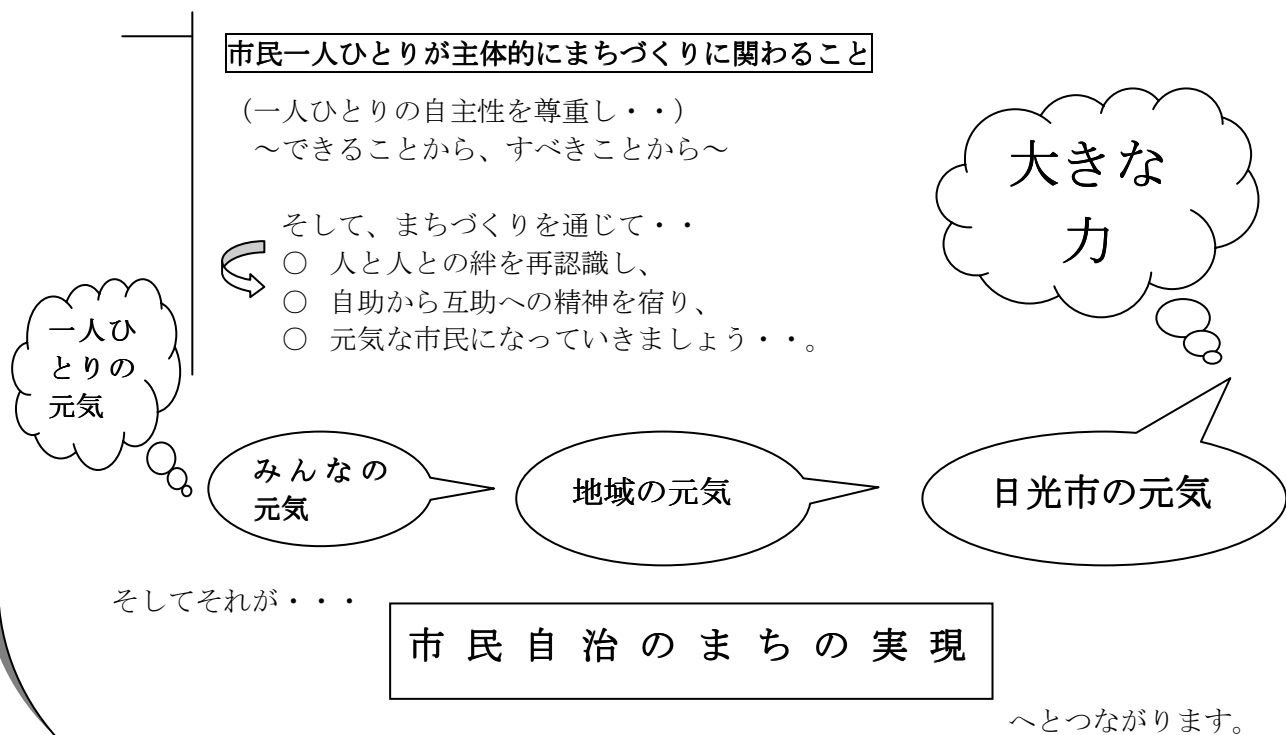 市民一人ひとりが主体的にまちづくりに関わること
（一人ひとりの自主性を尊重し・・）
～できることから、すべきことから～
そして、まちづくりを通じて・・
○ 人と人との絆を再認識し、
○ 自助から互助への精神を宿り、
○ 元気な市民になっていきましょう・・。
大きな
力
一人ひ
とりの
元気
みんなの
元気
地域の元気
日光市の元気
そしてそれが・・・
市民自治のまちの実現
へとつながります。